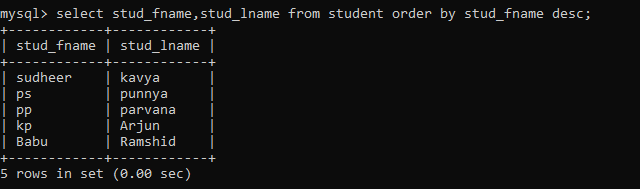 mysql> select stud_fname,stud_lname from student order by stud_fname desc;
+------------+------------+
| stud_fname | stud_lname |
+------------+------------+
| sudheer    | kavya      |
| ps         | punnya     |
| pp         | parvana    |
| kp         | Arjun      |
| Babu       | Ramshid    |
+------------+------------+
5 rows in set (0.00 sec)